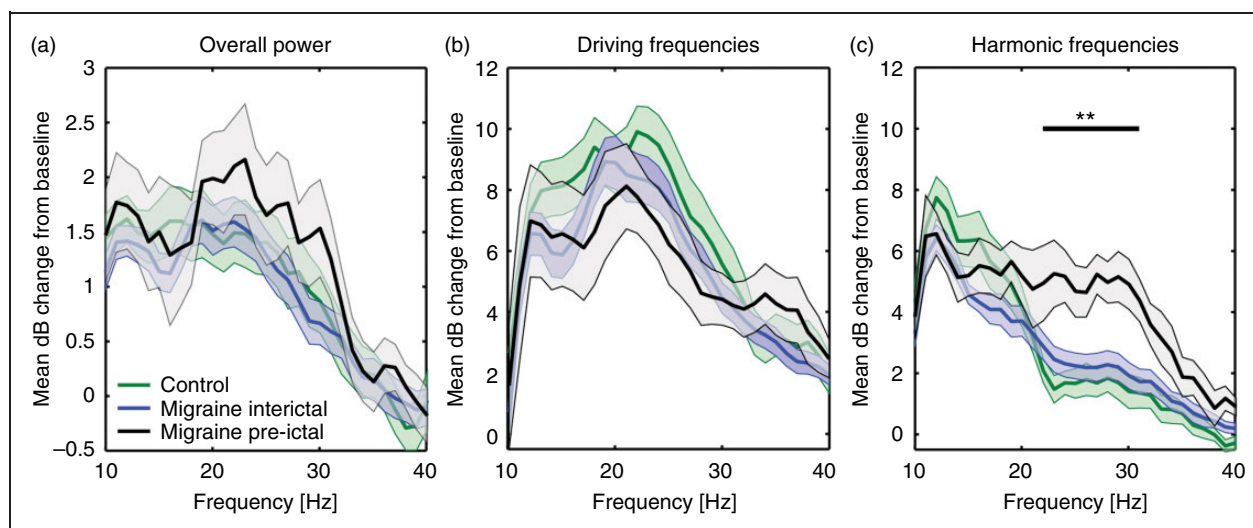 (a) Overall power
Mean dB change from baseline
3
2.5
2
1.5
1
0.5
0
−0.5
Control
Migraine interictal
Migraine pre-ictal
10 20 30 40
Frequency [Hz]
(b) Driving frequencies
Mean dB change from baseline
12
10
8
6
4
2
0
10 20 30 40
Frequency [Hz]
(c) Harmonic frequencies
Mean dB change from baseline
12
10
8
6
4
2
0
**
10 20 30 40
Frequency [Hz]